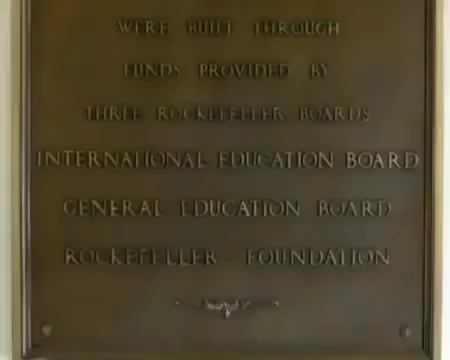 WERE BUILT THROUGH
FUNDS PROVIDED BY
THREE ROCKEFELLER BOARDS
INTERNATIONAL EDUCATION BOARD
GENERAL EDUCATION BOARD
ROCKEFELLER FOUNDATION